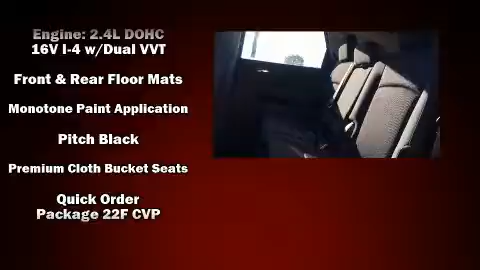 Engine: 2.4L DOHC
16V I-4 w/Dual VVT
Front & Rear Floor Mats
Monotone Paint Application
Pitch Black
Premium Cloth Bucket Seats
Quick Order
Package 22F CVP